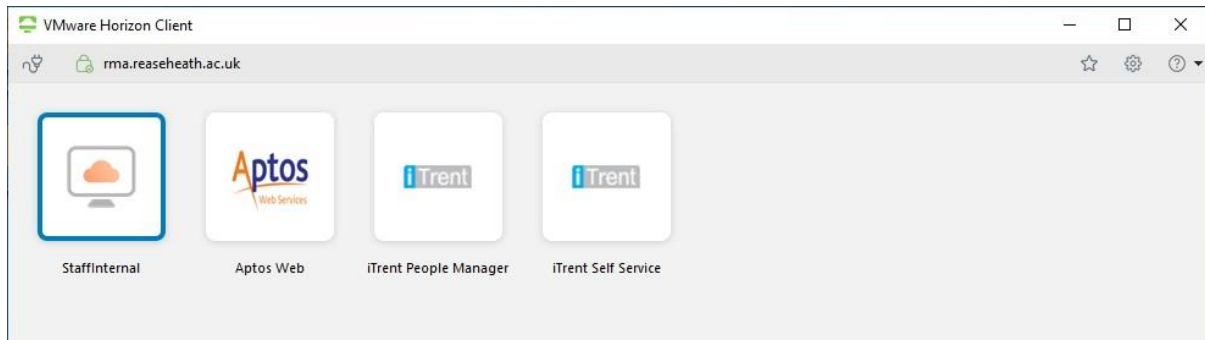 VMware Horizon Client
rma.reaseheath.ac.uk
Aptos
Web Services
iTrent
iTrent
StaffInternal
Aptos Web
iTrent People Manager
iTrent Self Service